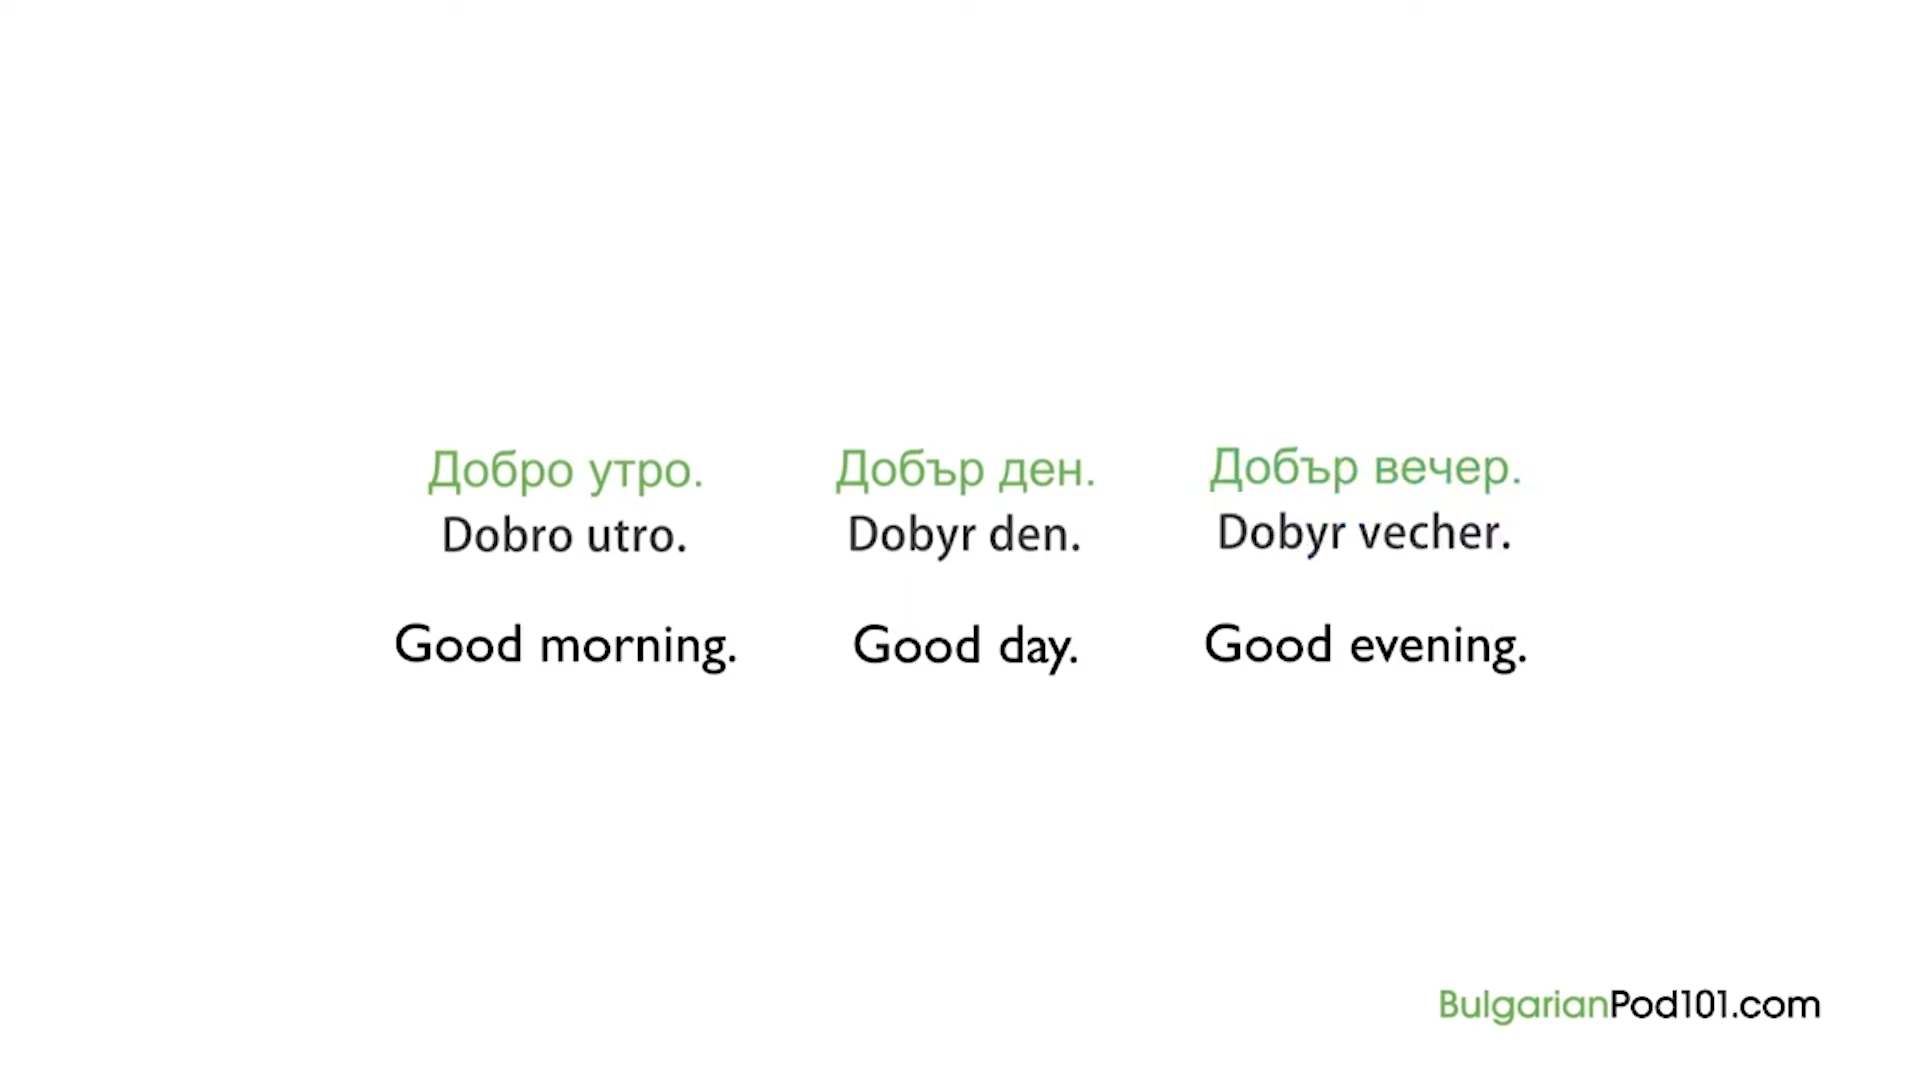 Добро утро.
Dobro utro.
Good morning.
Добър ден.
Dobyr den.
Good day.
Добър вечер.
Dobyr vecher.
Good evening.
BulgarianPod101.com